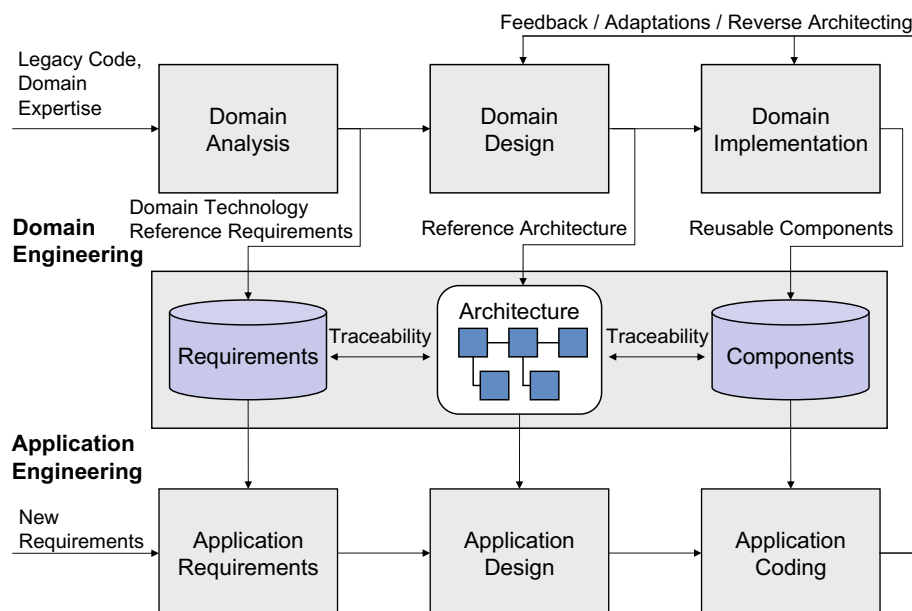 Feedback / Adaptations / Reverse Architecting
Legacy Code,
Domain
Expertise
Domain
Analysis
Domain
Design
Domain
Implementation
Domain Technology
Reference Requirements
Reference Architecture
Reusable Components
Domain
Engineering
Requirements
Traceability
Architecture
Traceability
Components
Application
Engineering
New
Requirements
Application
Requirements
Application
Design
Application
Coding